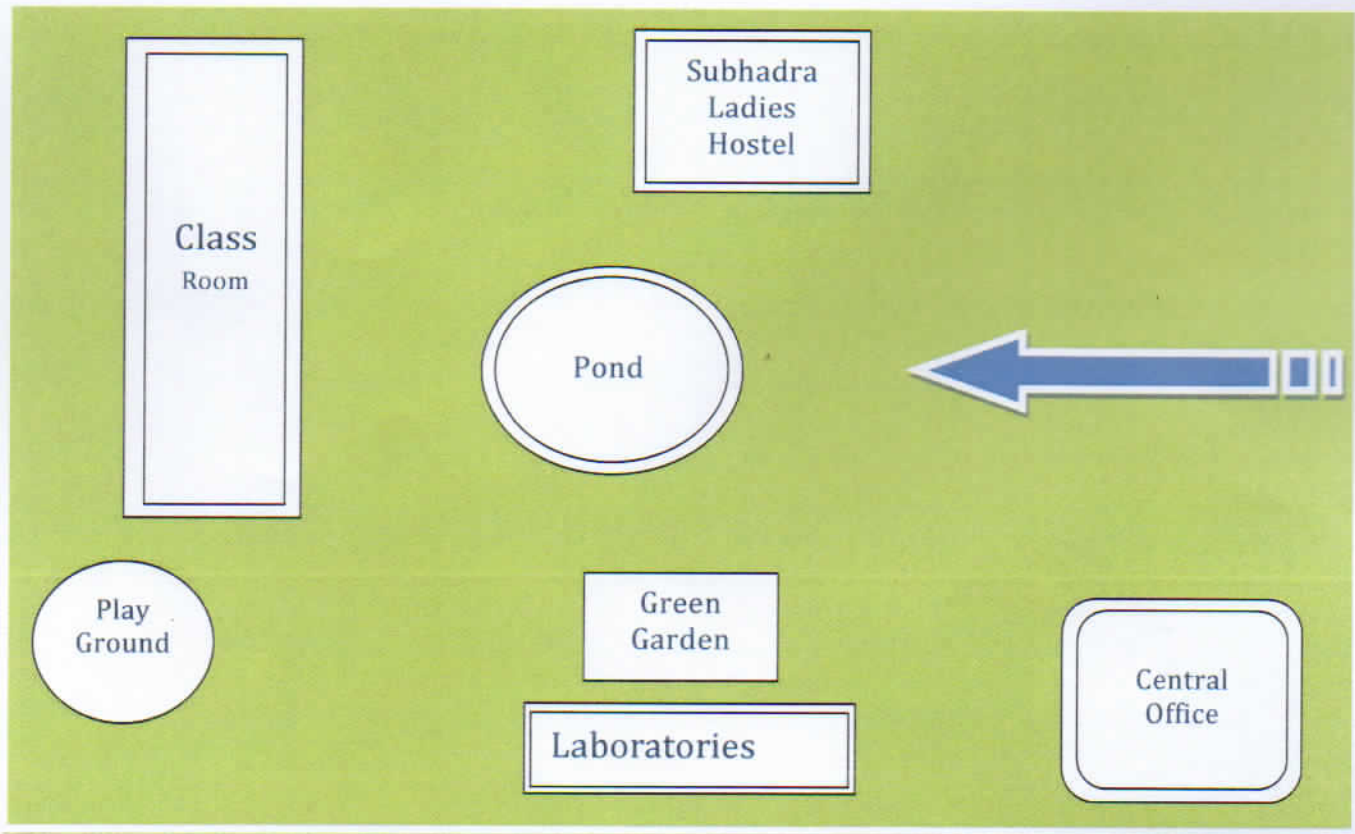 Subhadra
Ladies
Hostel
Class
Room
Pond
Play
Ground
Green
Garden
Central
Office
Laboratories